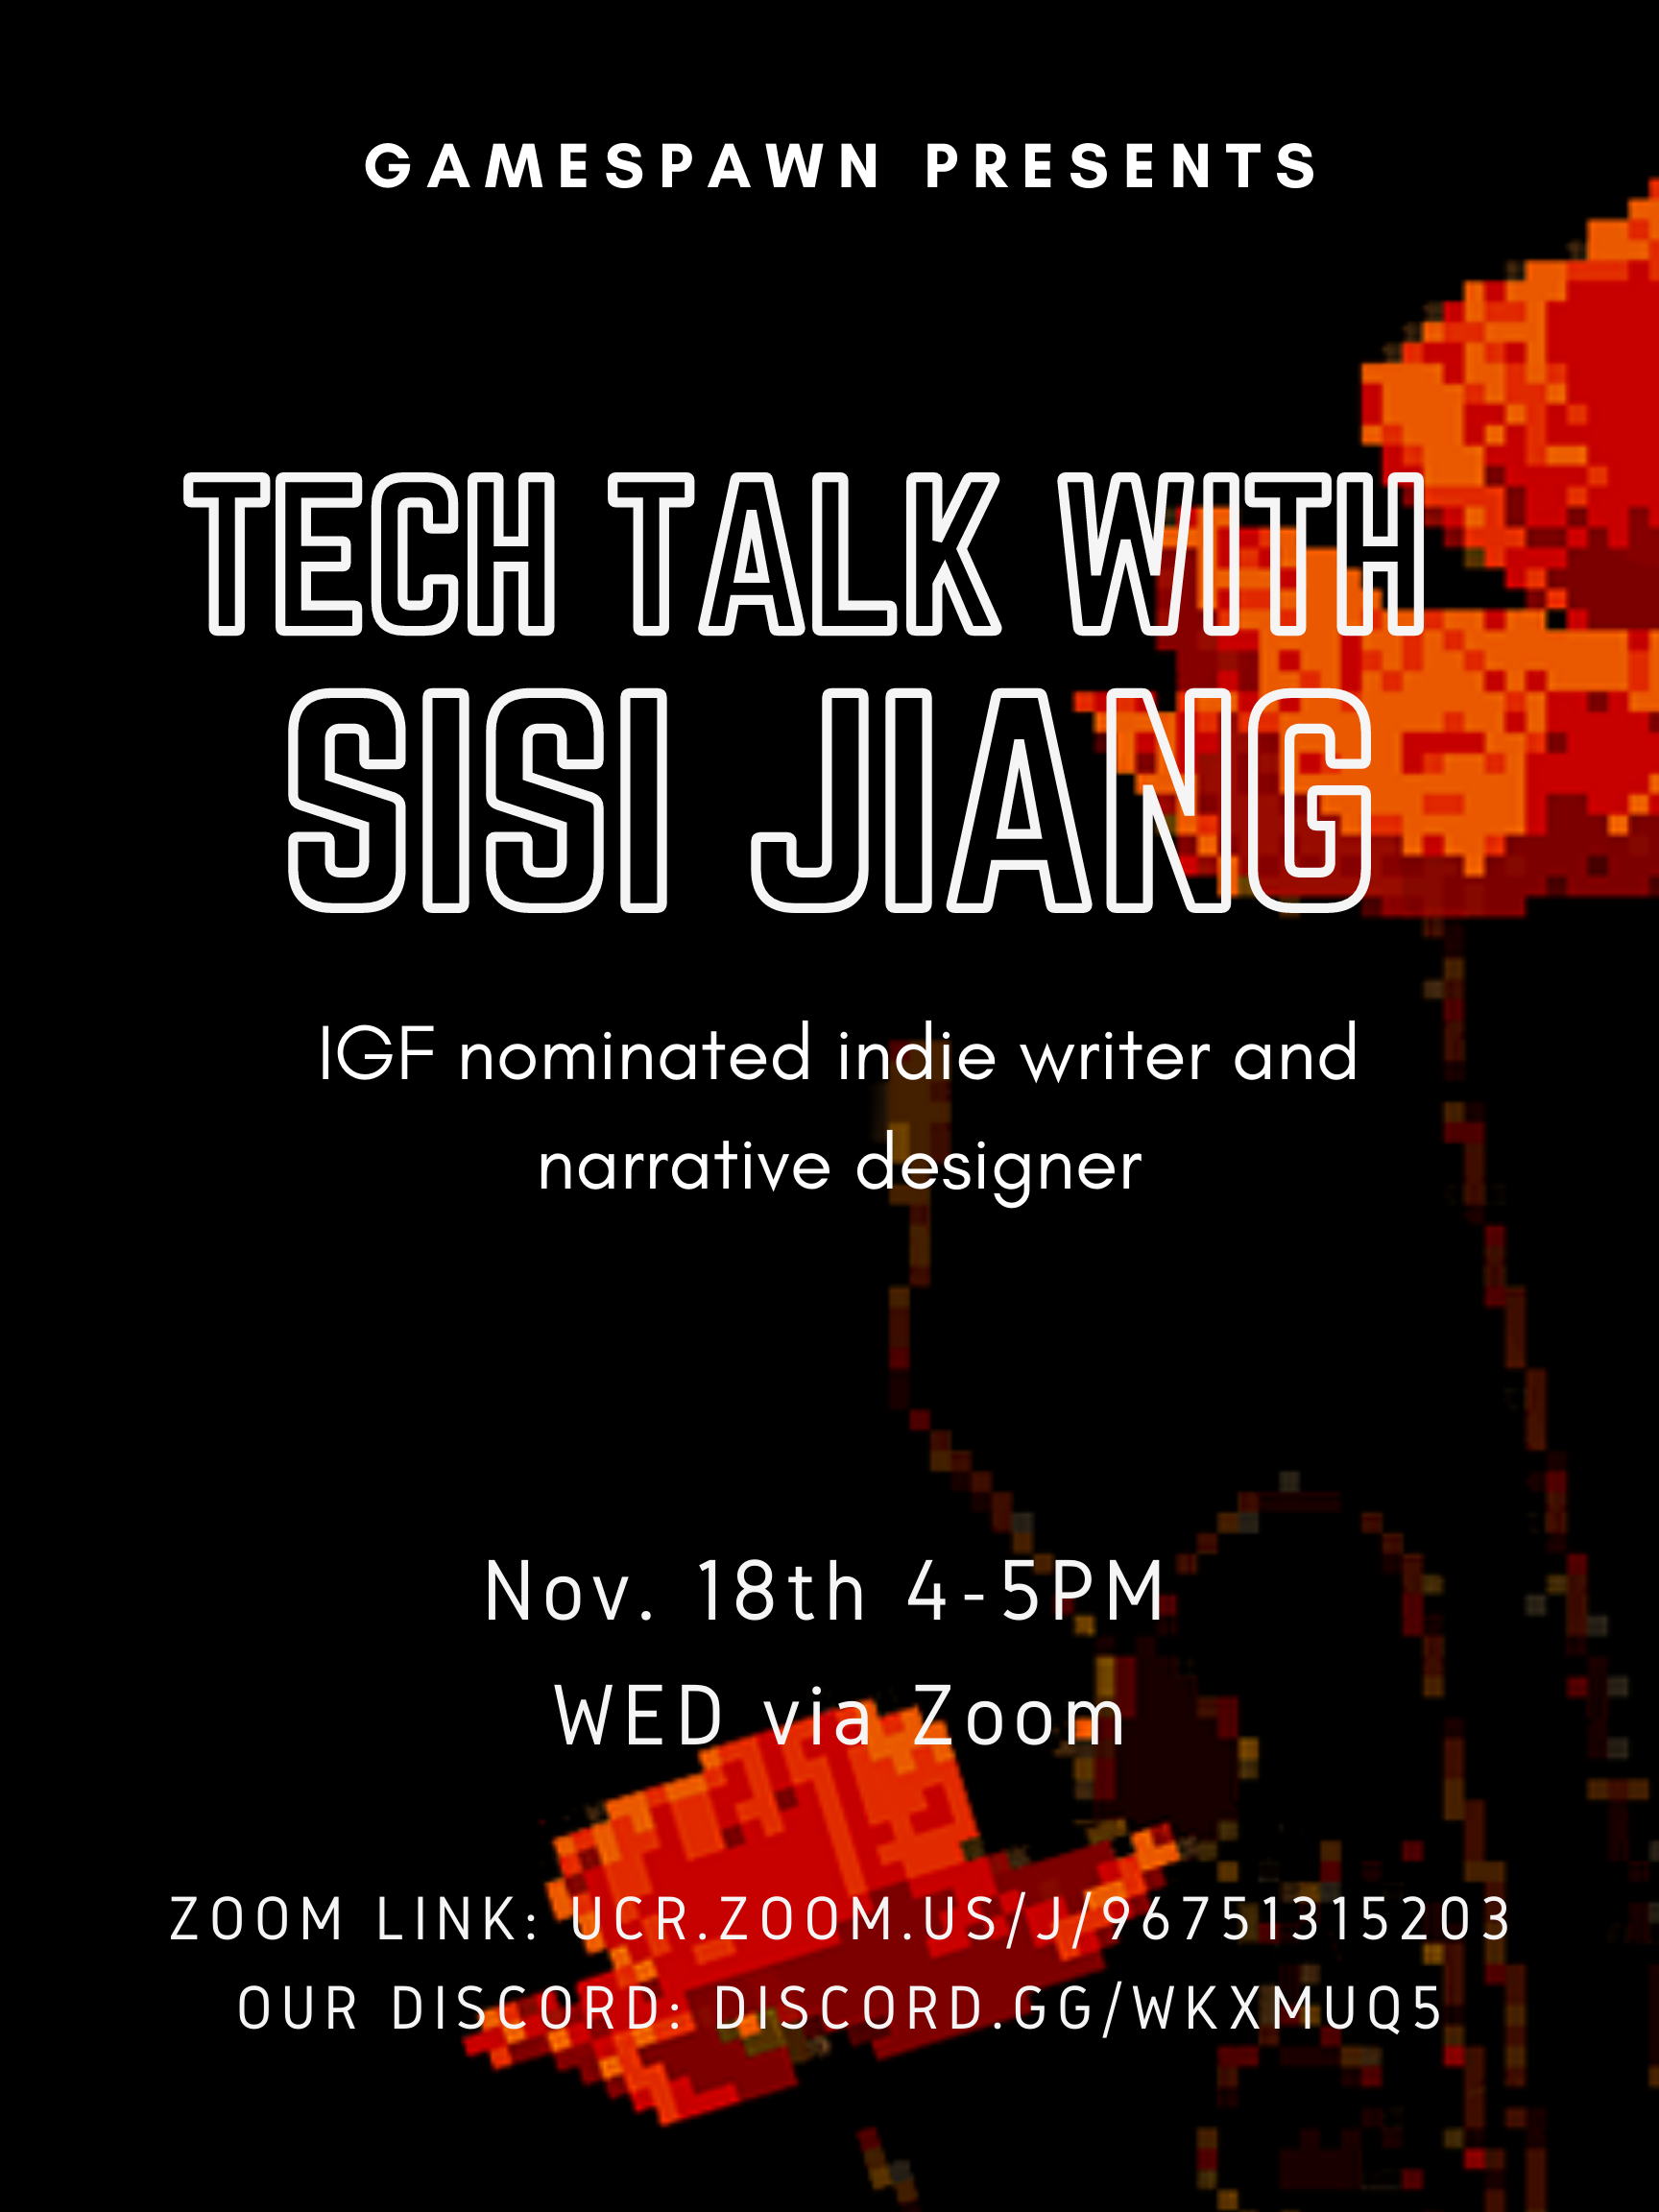 GAMESPAWN PRESENTS
TECH TALK WITH
SISI JIANG
IGF nominated indie writer and
narrative designer
Nov. 18th 4-5PM
WED via Zoom
ZOOM LINK: UCR.ZOOM.US/J/96751315203
OUR DISCORD: DISCORD.GG/WKXMUQ5